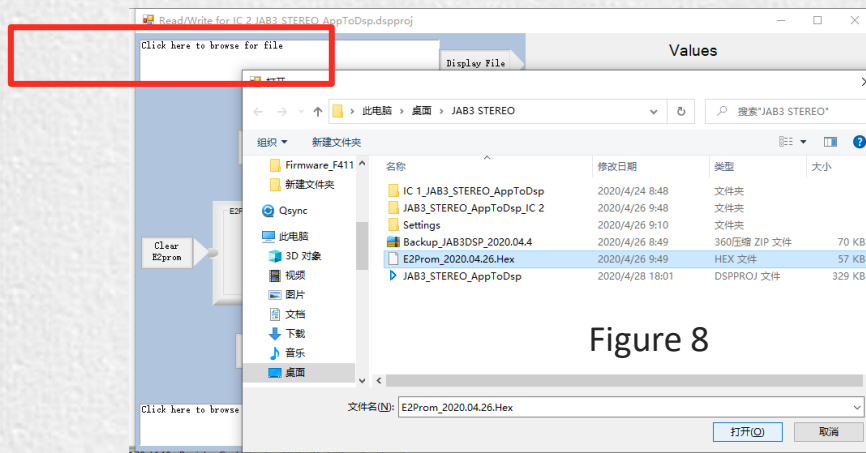 Read/Write for IC 2 JAB3 STEREO_AppToDsp.dspproj
Click here to browse for file
Values
Display File
打开
此电脑 › 桌面 › JAB3 STEREO
搜索"JAB3 STEREO"
组织 新建文件夹
名称 修改日期 类型 大小
Firmware_F411
新建文件夹
Qsync
此电脑
3D 对象
视频
图片
文档
下载
音乐
桌面
IC 1_JAB3_STEREO_AppToDsp 2020/4/24 8:48 文件夹
JAB3_STEREO_AppToDsp_IC 2 2020/4/26 9:48 文件夹
Settings 2020/4/26 9:10 文件夹
Backup_JAB3DSP_2020.04.4 2020/4/26 8:49 360压缩 ZIP 文件 70 KB
E2Prom_2020.04.26.Hex 2020/4/26 9:49 HEX 文件 57 KB
JAB3_STEREO_AppToDsp 2020/4/28 18:01 DSPPROJ 文件 329 KB
Clear
E2prom
Figure 8
Click here to browse
文件名(N): E2Prom_2020.04.26.Hex
打开(O) 取消